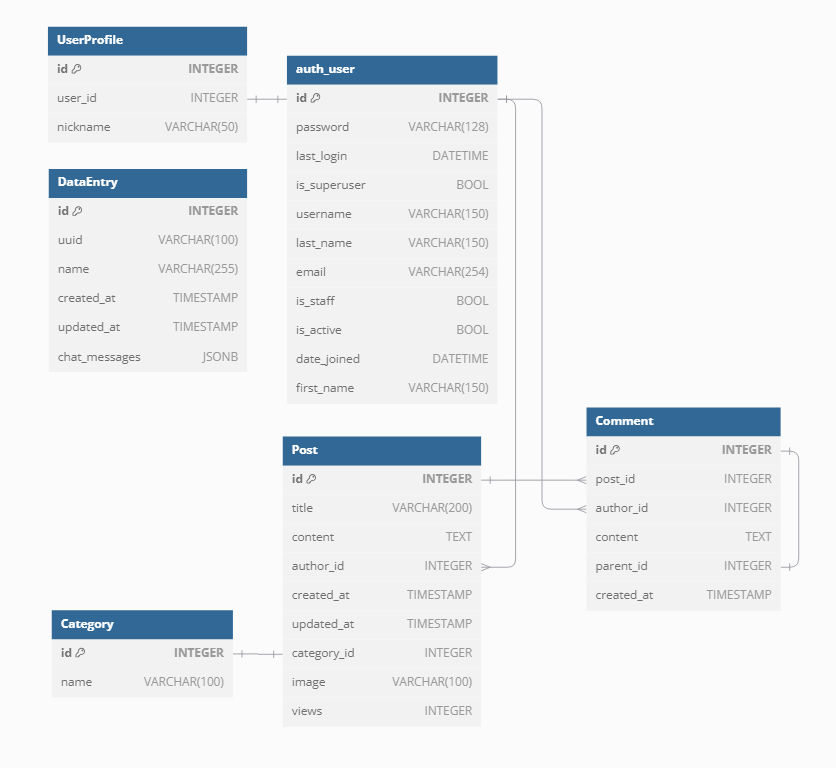 UserProfile
id INTEGER
user_id INTEGER
nickname VARCHAR(50)
DataEntry
id INTEGER
uuid VARCHAR(100)
name VARCHAR(255)
created_at TIMESTAMP
updated_at TIMESTAMP
chat_messages JSONB
auth_user
id INTEGER
password VARCHAR(128)
last_login DATETIME
is_superuser BOOL
username VARCHAR(150)
last_name VARCHAR(150)
email VARCHAR(254)
is_staff BOOL
is_active BOOL
date_joined DATETIME
first_name VARCHAR(150)
Post
id INTEGER
title VARCHAR(200)
content TEXT
author_id INTEGER
created_at TIMESTAMP
updated_at TIMESTAMP
category_id INTEGER
image VARCHAR(100)
views INTEGER
Comment
id INTEGER
post_id INTEGER
author_id INTEGER
content TEXT
parent_id INTEGER
created_at TIMESTAMP
Category
id INTEGER
name VARCHAR(100)